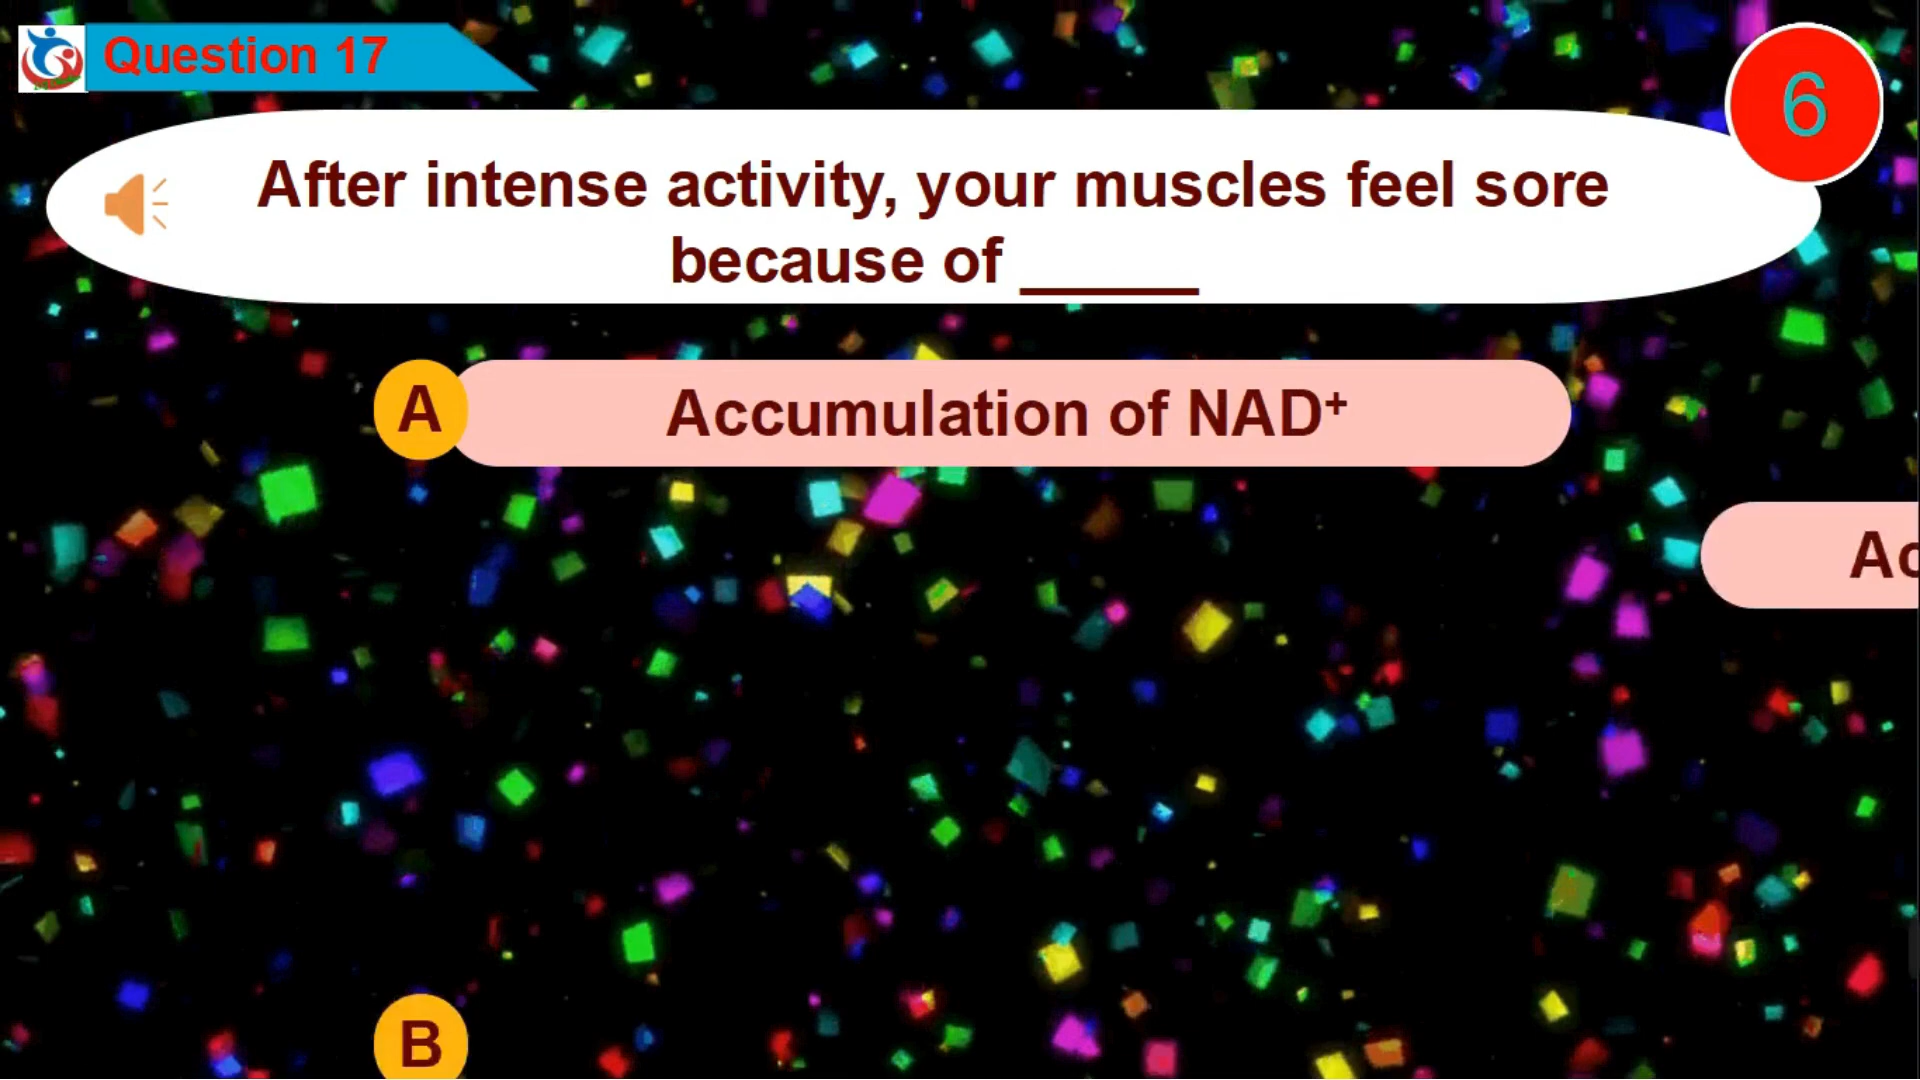 Question 17
6
After intense activity, your muscles feel sore
because of _____
A
Accumulation of NAD⁺
B